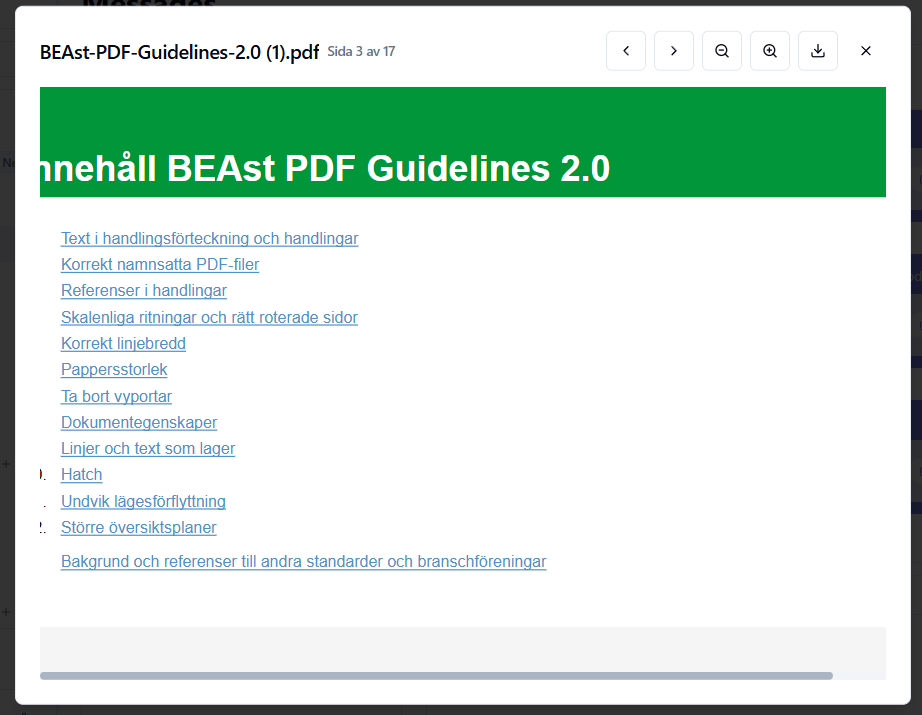 BEAst-PDF-Guidelines-2.0 (1).pdf Sida 3 av 17
nnehåll BEAst PDF Guidelines 2.0
Text i handlingsförteckning och handlingar
Korrekt namnsatta PDF-filer
Referenser i handlingar
Skalenliga ritningar och rätt roterade sidor
Korrekt linjebredd
Pappersstorlek
Ta bort vyportar
Dokumentegenskaper
Linjer och text som lager
Hatch
Undvik lägesförflyttning
Större översiktsplaner
Bakgrund och referenser till andra standarder och branschföreningar